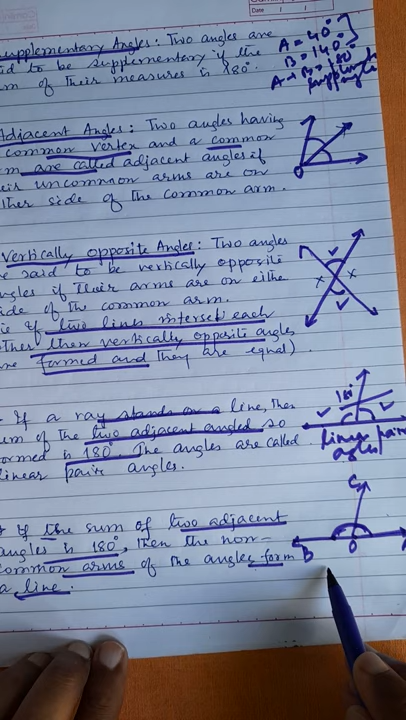 Date
Supplementary Angles: Two angles are
said to be supplementary if the
sum of their measures is 180°.
A = 40°
B = 140°
A + B = 180°
Adjacent Angles: Two angles having
common vertex and a common
arm are called adjacent angles if
their uncommon arms are on
either side of the common arm.
O
Vertically opposite Angles: Two angles
are said to be vertically opposite
angles if their arms are on eithe
side of the common arm.
if two lines interset each
other then vertically opposite angles
are formed and they are equal)
If a ray stands on a line, then
sum of the two adjacent angled so
formed is 180°. The angles are called
linear pair angles.
180°
linear pair
angles
* If the sum of two adjacent
angles is 180°, then the non-
common arms of the angles form
a line.
C
B
O
A